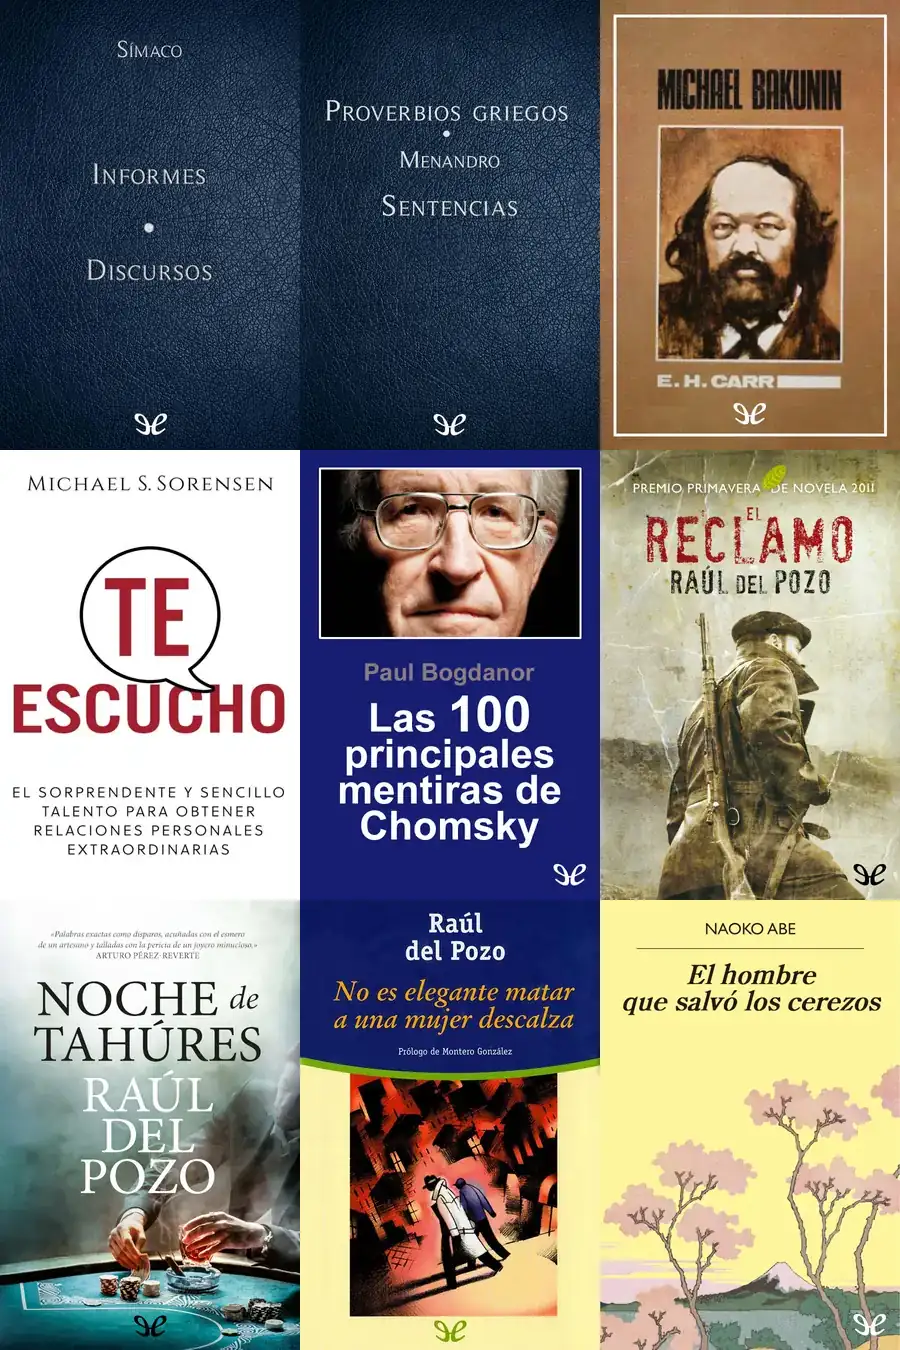 SÍMACO
INFORMES
DISCURSOS
PROVERBIOS GRIEGOS
MENANDRO
SENTENCIAS
MICHAEL BAKUNIN
E.H. CARR
MICHAEL S. SORENSEN
TE
ESCUCHO
EL SORPRENDENTE Y SENCILLO
TALENTO PARA OBTENER
RELACIONES PERSONALES
EXTRAORDINARIAS
Paul Bogdanor
Las 100
principales
mentiras de
Chomsky
PREMIO PRIMAVERA DE NOVELA 2011
EL
RECLAMO
RAÚL DEL POZO
«Palabras exactas como disparos, acuñadas con el esmero
de un artesano y talladas con la pericia de un joyero minucioso.»
ARTURO PÉREZ-REVERTE
NOCHE de
TAHÚRES
RAÚL
DEL
POZO
Raúl
del Pozo
No es elegante matar
a una mujer descalza
Prólogo de Montero González
NAOKO ABE
El hombre
que salvó los cerezos